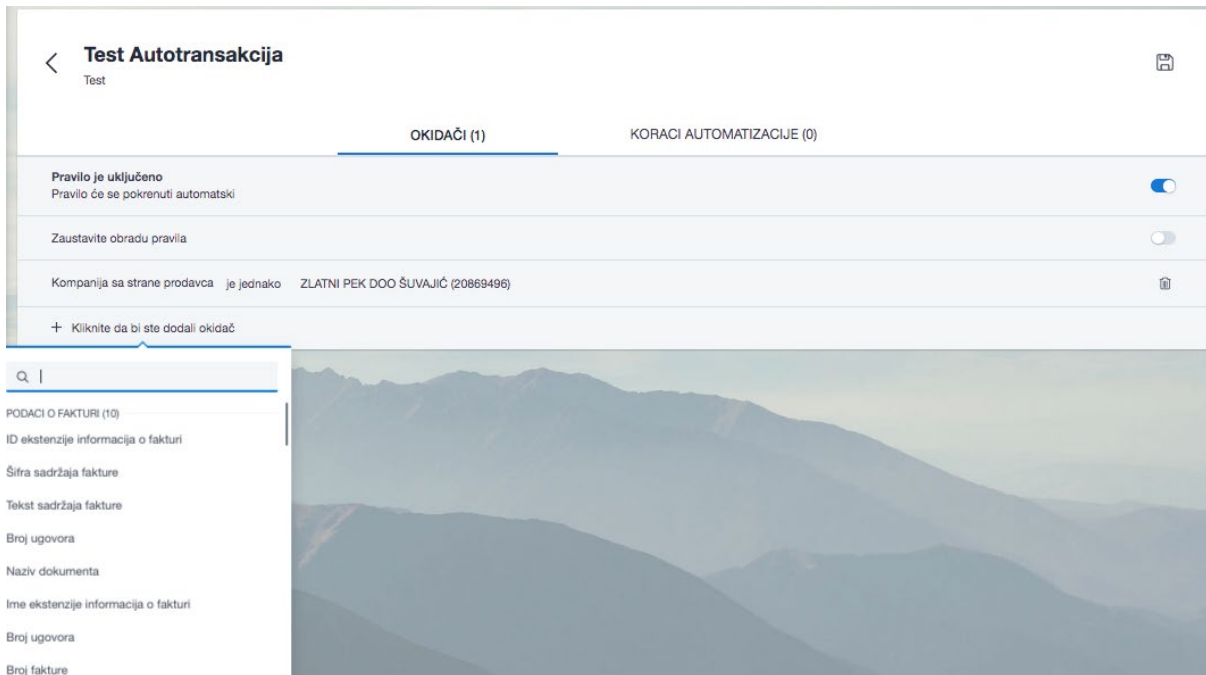 Test Autotransakcija
Test
OKIDAČI (1) KORACI AUTOMATIZACIJE (0)
Pravilo je uključeno
Pravilo će se pokrenuti automatski
Zaustavite obradu pravila
Kompanija sa strane prodavca je jednako ZLATNI PEK DOO ŠUVAJIĆ (20869496)
+ Kliknite da bi ste dodali okidač
PODACI O FAKTURI (10)
ID ekstenzije informacija o fakturi
Šifra sadržaja fakture
Tekst sadržaja fakture
Broj ugovora
Naziv dokumenta
Ime ekstenzije informacija o fakturi
Broj ugovora
Broj fakture